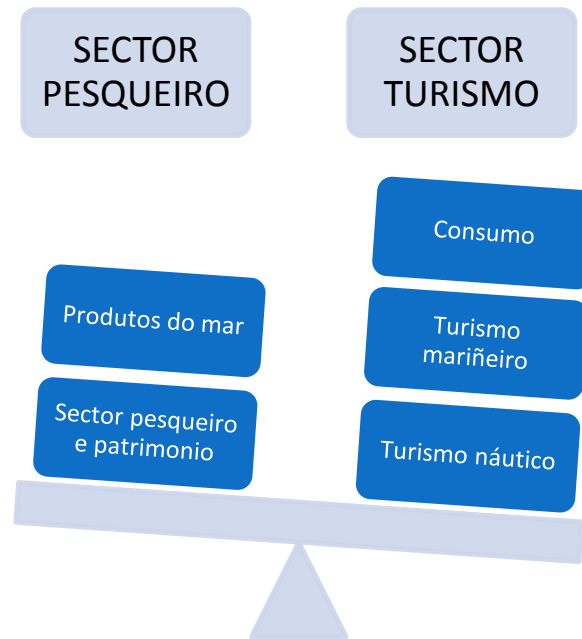 SECTOR
PESQUEIRO
SECTOR
TURISMO
Consumo
Produtos do mar
Turismo
mariñeiro
Sector pesqueiro
e patrimonio
Turismo náutico